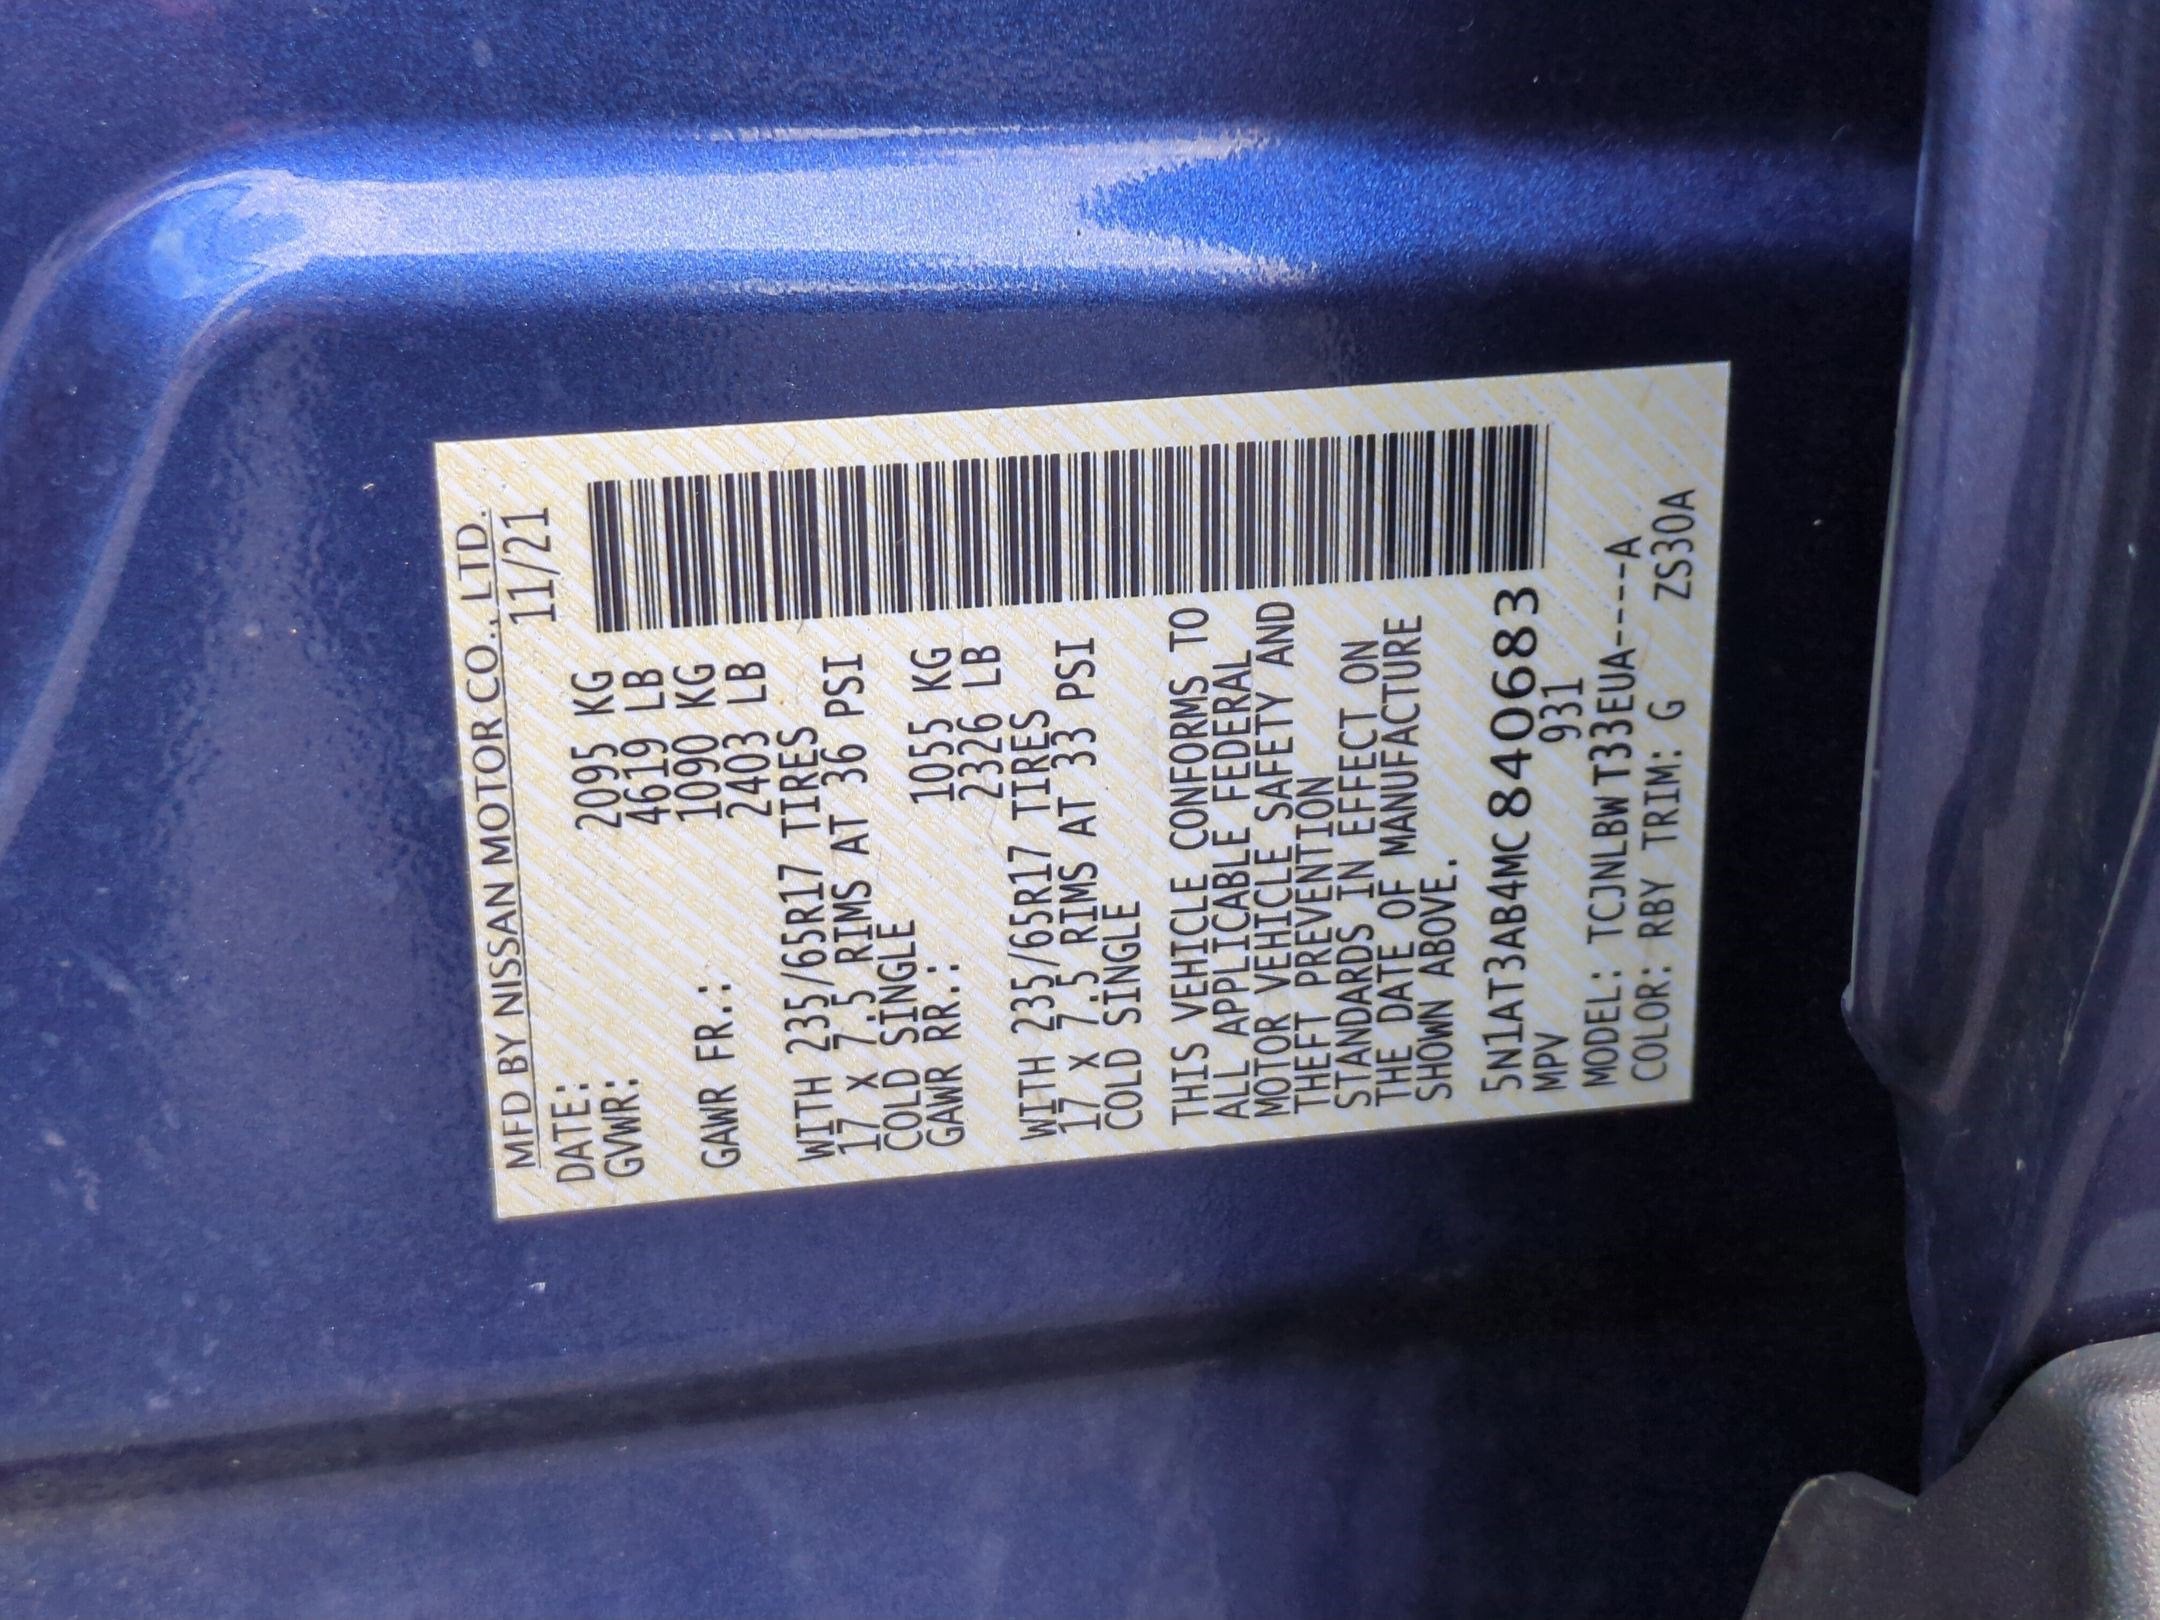 MFD BY NISSAN MOTOR CO., LTD.
DATE: 11/21
GVWR: 2095 KG
4619 LB
GAWR FR.: 1090 KG
2403 LB
WITH 235/65R17 TIRES
17 X 7.5 RIMS AT 36 PSI
COLD SINGLE
GAWR RR.: 1055 KG
2326 LB
WITH 235/65R17 TIRES
17 X 7.5 RIMS AT 33 PSI
COLD SINGLE
THIS VEHICLE CONFORMS TO
ALL APPLICABLE FEDERAL
MOTOR VEHICLE SAFETY AND
THEFT PREVENTION
STANDARDS IN EFFECT ON
THE DATE OF MANUFACTURE
SHOWN ABOVE.
5N1AT3AB4MC840683
MPV 931
MODEL: TCJNLBW T33EUA----A
COLOR: RBY TRIM: G ZS30A